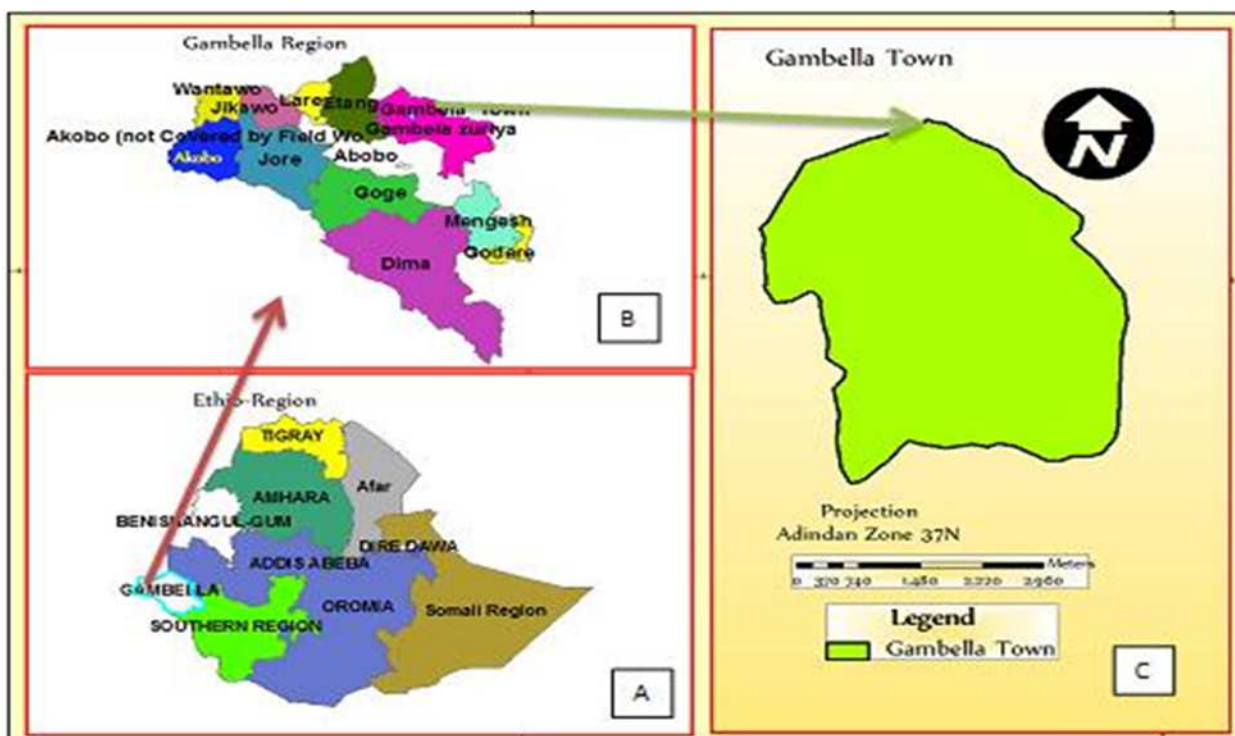 Gambella Region
Wantawo
Jikawo
Lare
Etang
Gambela Town
Gambela zuriya
Akobo (not Covered by Field Wo
Abobo
Akobo
Jore
Goge
Mengesh
Godere
Dima
B
Ethio-Region
TIGRAY
Afar
AMHARA
BENISHANGUL-GUM
DIRE DAWA
ADDIS ABEBA
GAMBELLA
OROMIA
Somali Region
SOUTHERN REGION
A
Gambella Town
N
Projection
Adindan Zone 37N
Meters
0 370 740 1,480 2,220 2,960
Legend
Gambella Town
C